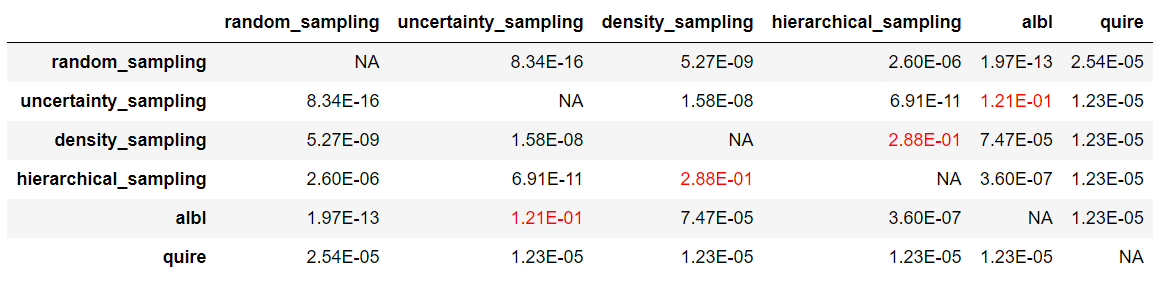 random_sampling uncertainty_sampling density_sampling hierarchical_sampling albl quire
random_sampling NA 8.34E-16 5.27E-09 2.60E-06 1.97E-13 2.54E-05
uncertainty_sampling 8.34E-16 NA 1.58E-08 6.91E-11 1.21E-01 1.23E-05
density_sampling 5.27E-09 1.58E-08 NA 2.88E-01 7.47E-05 1.23E-05
hierarchical_sampling 2.60E-06 6.91E-11 2.88E-01 NA 3.60E-07 1.23E-05
albl 1.97E-13 1.21E-01 7.47E-05 3.60E-07 NA 1.23E-05
quire 2.54E-05 1.23E-05 1.23E-05 1.23E-05 1.23E-05 NA